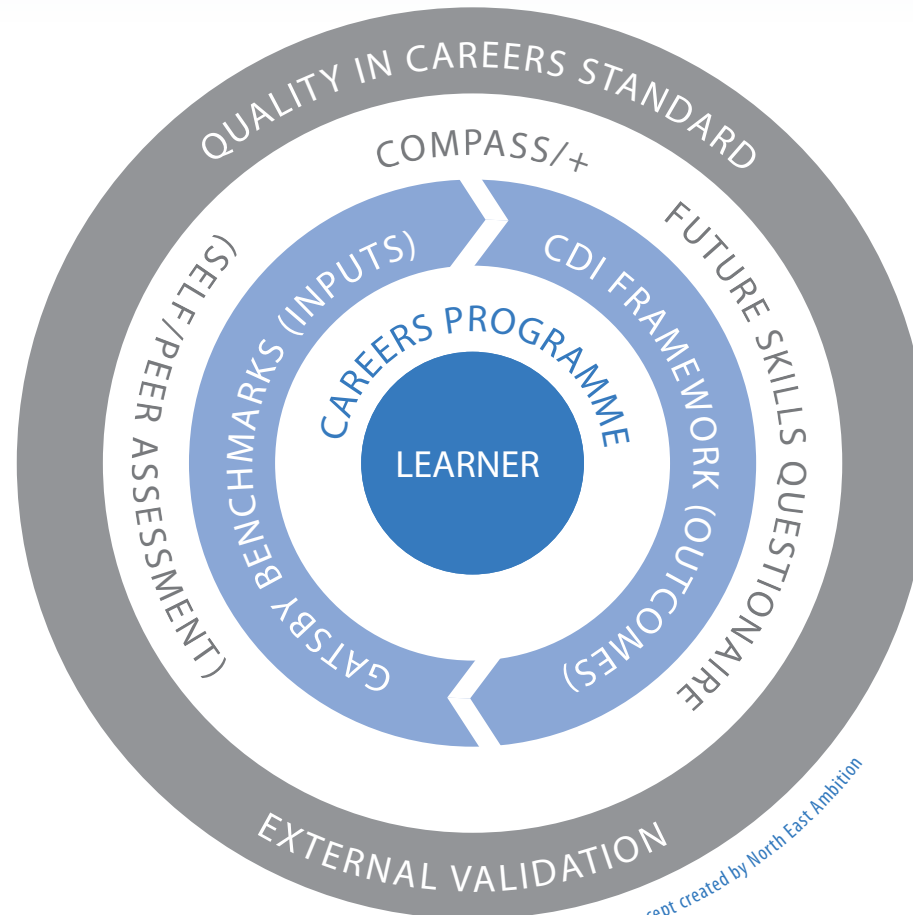 QUALITY IN CAREERS STANDARD
COMPASS/+
FUTURE SKILLS QUESTIONAIRE
(SELF/PEER ASSESSMENT)
GATSBY BENCHMARKS (INPUTS)
CDI FRAMEWORK (OUTCOMES)
CAREERS PROGRAMME
LEARNER
EXTERNAL VALIDATION
created by North East Ambition